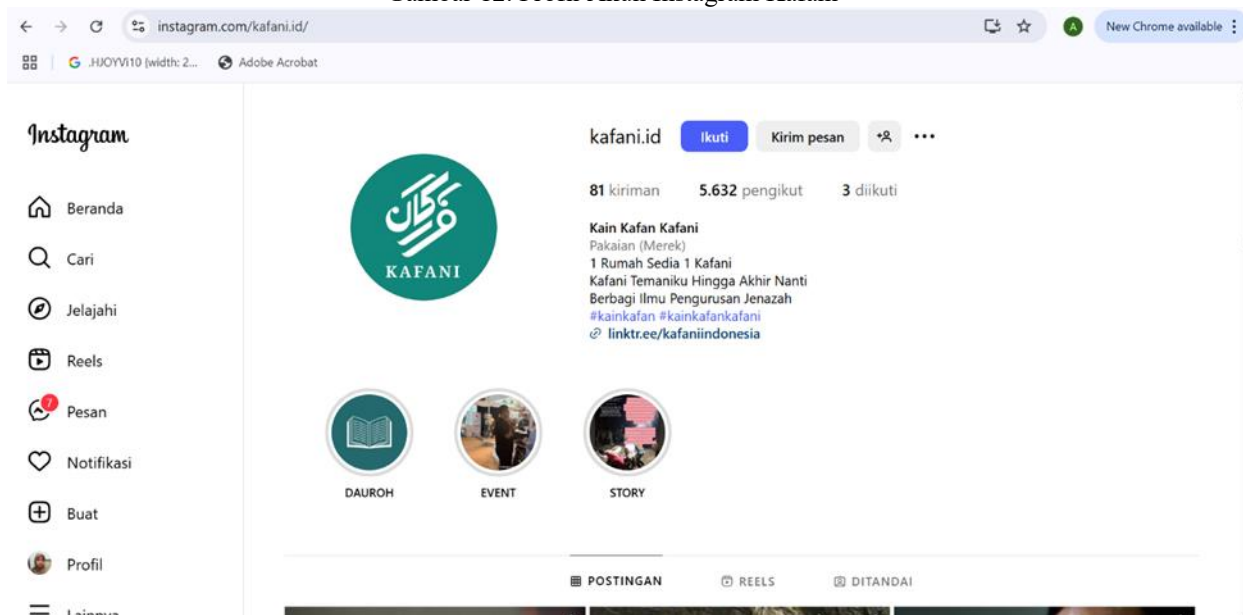 instagram.com/kafani.id/
New Chrome available
.HJOYVi10 {width: 2...
Adobe Acrobat
Instagram
Beranda
Cari
Jelajahi
Reels
7
Pesan
Notifikasi
Buat
Profil
Lainnya
KAFANI
kafani.id
Ikuti
Kirim pesan
81 kiriman 5.632 pengikut 3 diikuti
Kain Kafan Kafani
Pakaian (Merek)
1 Rumah Sedia 1 Kafani
Kafani Temaniku Hingga Akhir Nanti
Berbagi Ilmu Pengurusan Jenazah
#kainkafan #kainkafankafani
linktr.ee/kafaniindonesia
DAUROH EVENT STORY
POSTINGAN REELS DITANDAI